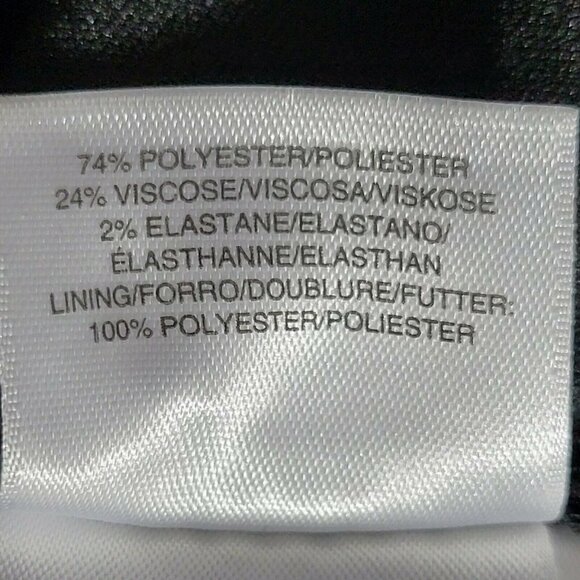 74% POLYESTER/POLIESTER
24% VISCOSE/VISCOSA/VISKOSE
2% ELASTANE/ELASTANO/
ÉLASTHANNE/ELASTHAN
LINING/FORRO/DOUBLURE/FUTTER:
100% POLYESTER/POLIESTER